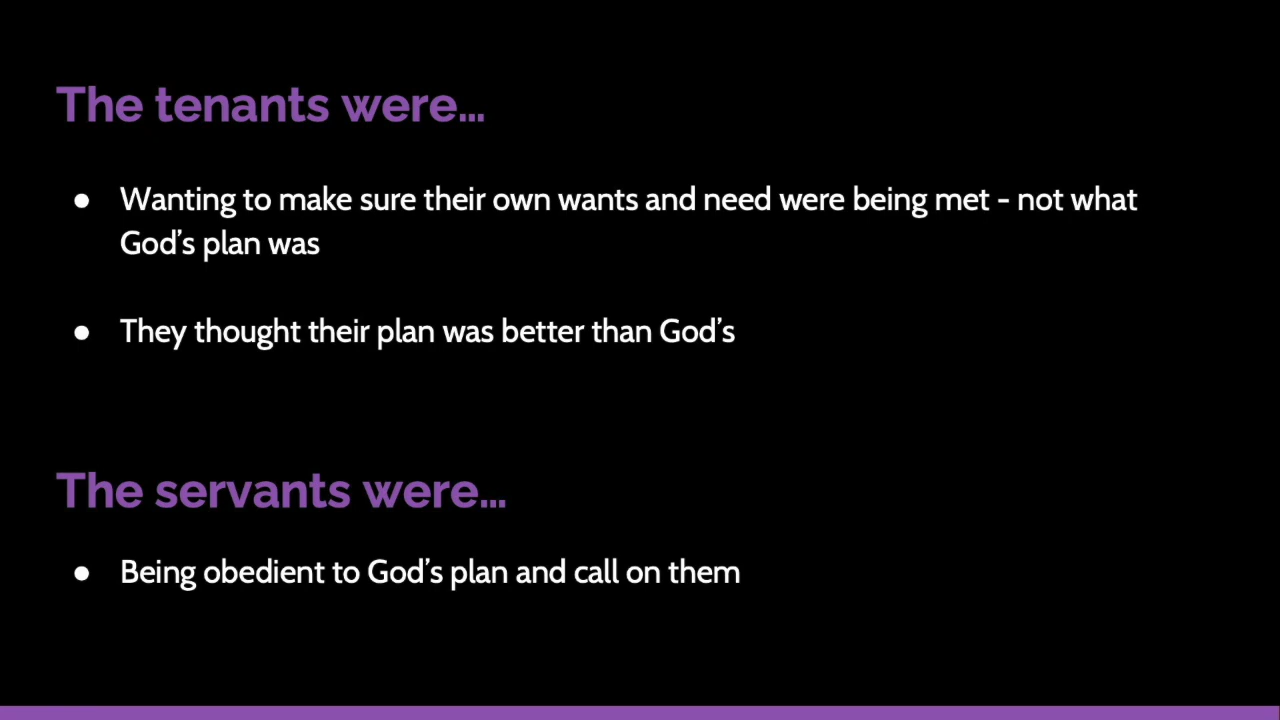 The tenants were…
● Wanting to make sure their own wants and need were being met - not what
God’s plan was
● They thought their plan was better than God’s
The servants were…
● Being obedient to God’s plan and call on them